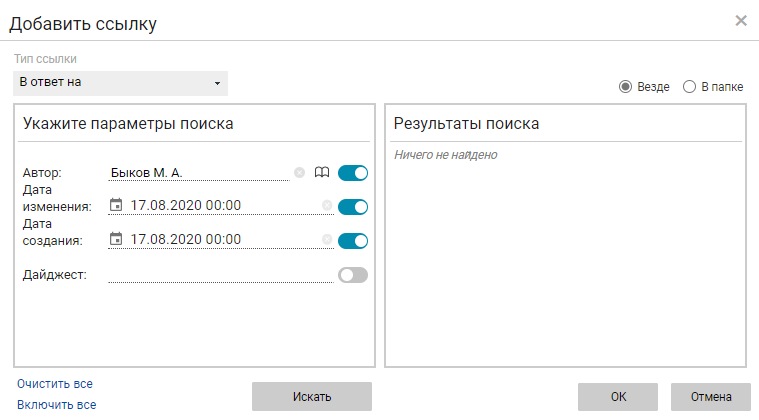 Добавить ссылку
Тип ссылки
В ответ на
Везде
В папке
Укажите параметры поиска
Автор:
Быков М. А.
Дата
изменения:
17.08.2020 00:00
Дата
создания:
17.08.2020 00:00
Дайджест:
Результаты поиска
Ничего не найдено
Очистить все
Включить все
Искать
OK
Отмена